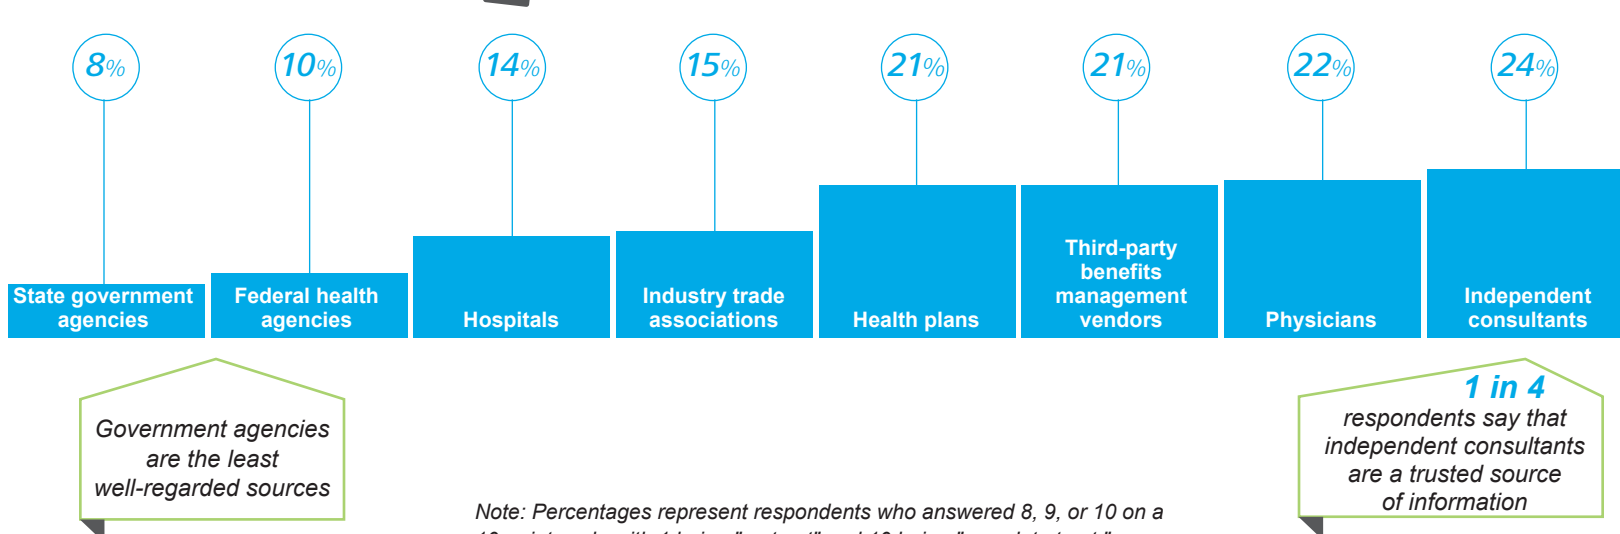 8% 10% 14% 15% 21% 21% 22% 24%
State government
agencies
Federal health
agencies
Hospitals
Industry trade
associations
Health plans
Third-party
benefits
management
vendors
Physicians
Independent
consultants
Government agencies
are the least
well-regarded sources
1 in 4
respondents say that
independent consultants
are a trusted source
of information
Note: Percentages represent respondents who answered 8, 9, or 10 on a